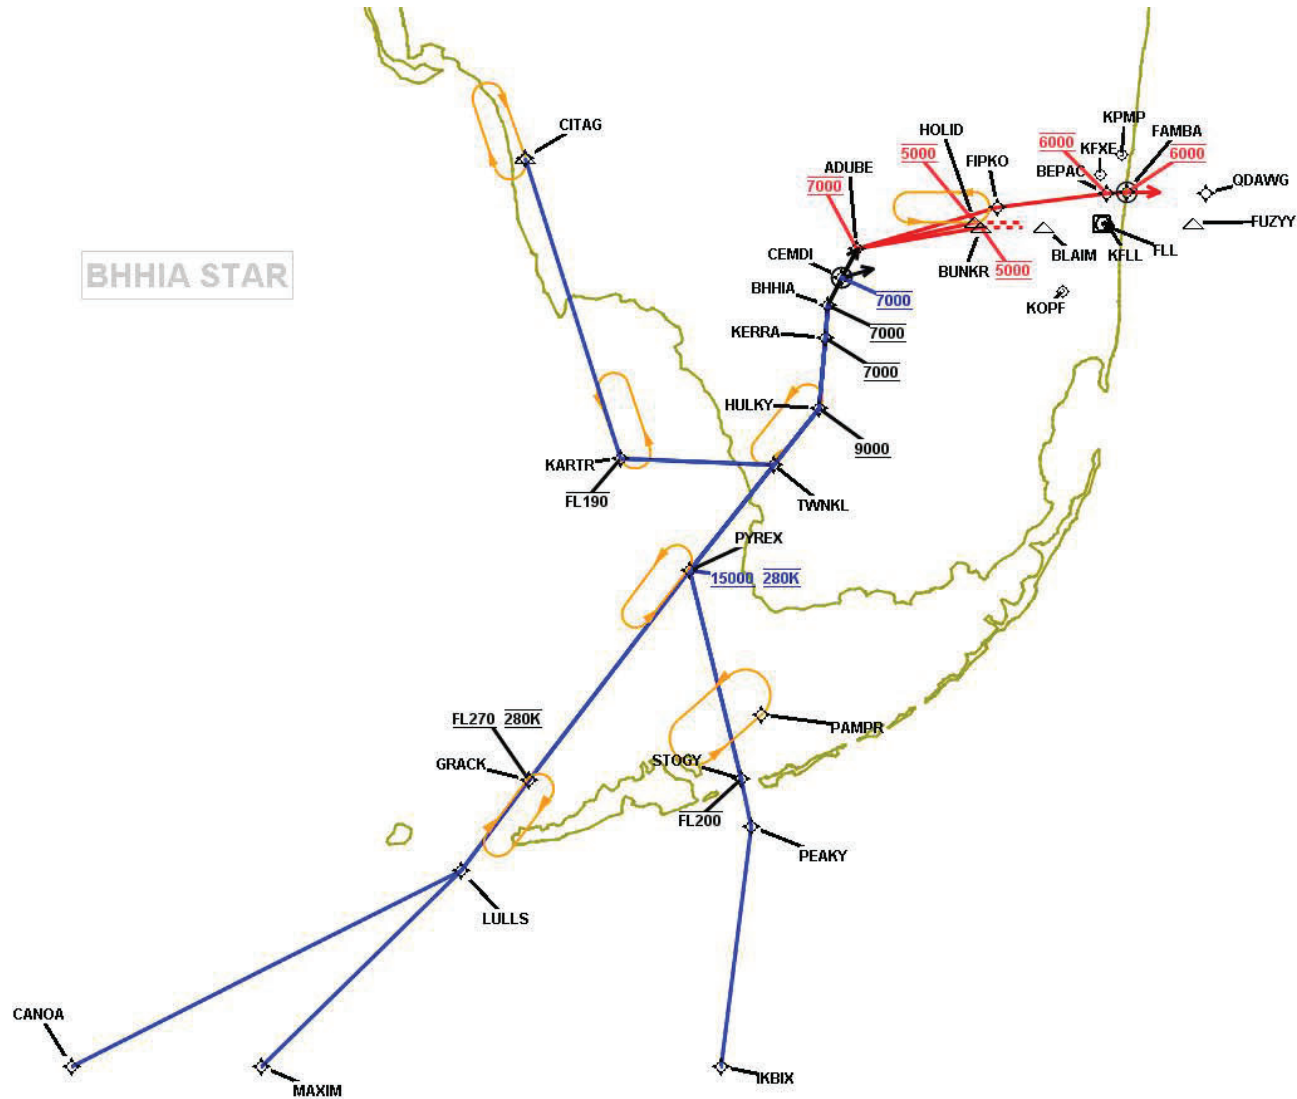 CITAG
KPMP
HOLID
FAMBA
6000
KFXE
5000
6000
FIPKO
ADUBE
BEPAC
QDAWG
7000
FUZYY
BHHIA STAR
CEMDI
BUNKR
5000
BLAIM
KFLL
FLL
BHHIA
7000
KOPF
KERRA
7000
7000
HULKY
9000
KARTR
FL190
TWNKL
PYREX
15000 280K
FL270 280K
PAMPR
GRACK
STOGY
FL200
PEAKY
LULLS
CANOA
MAXIM
IKBIX